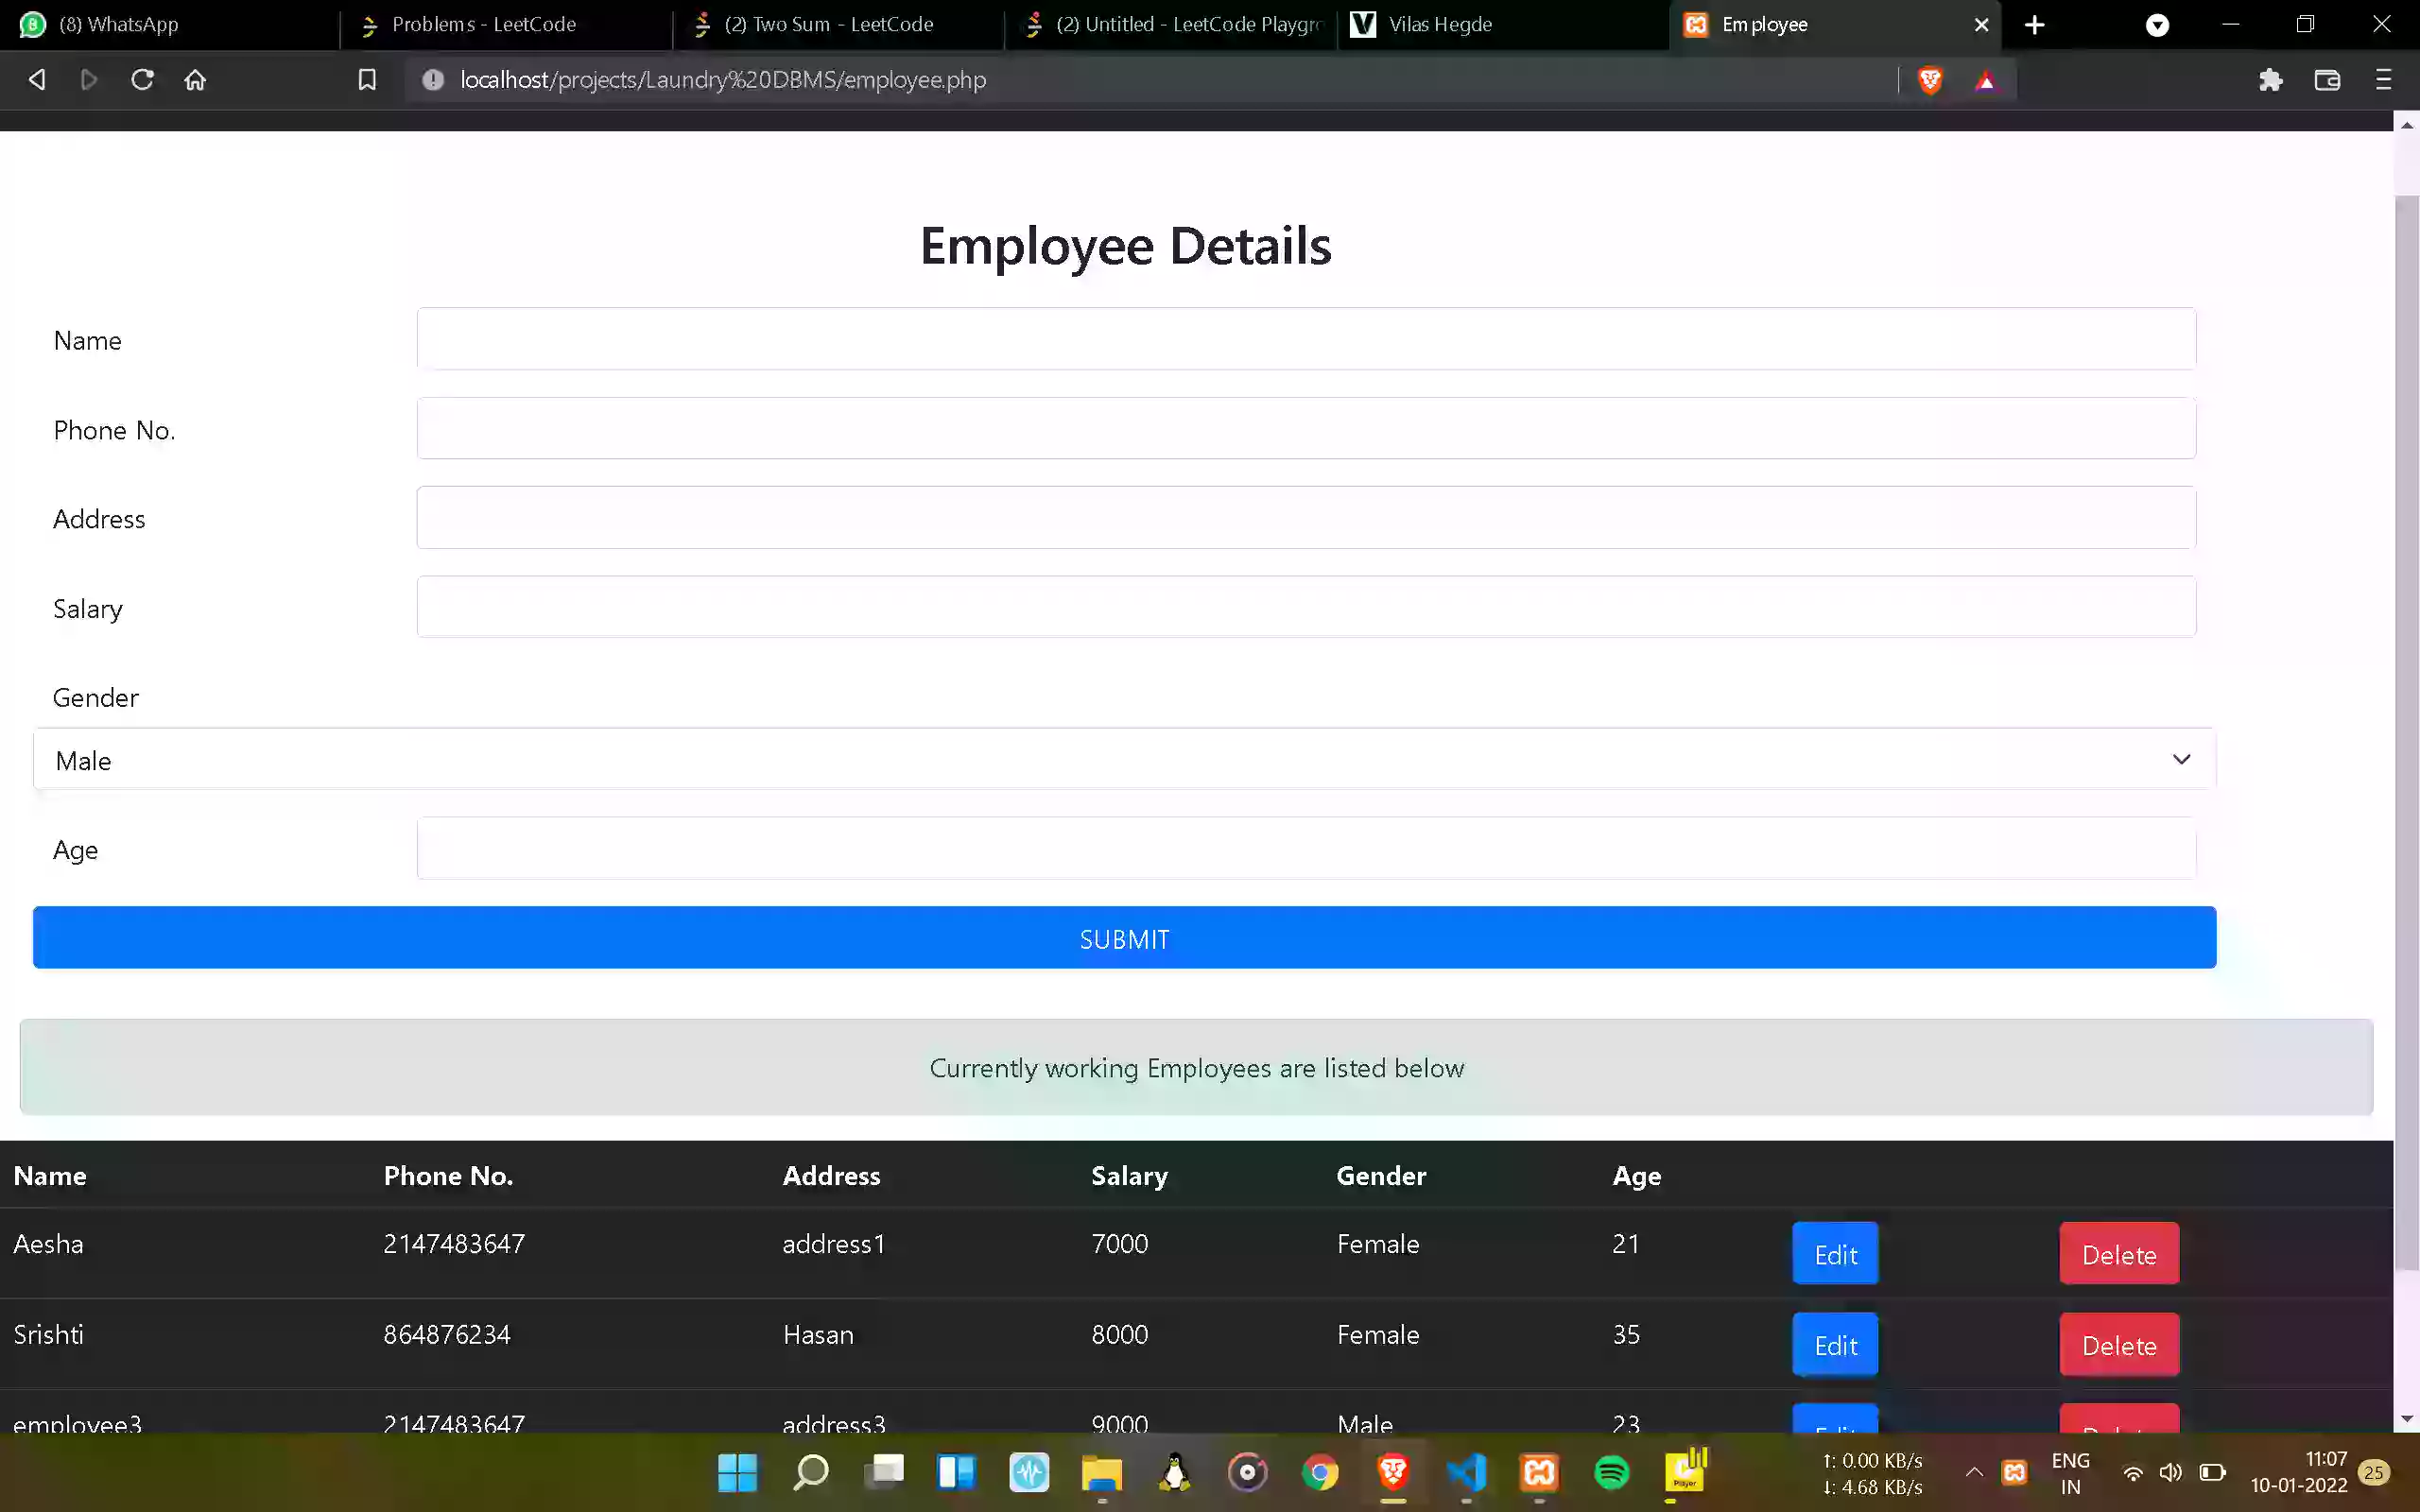 (8) WhatsApp
Problems - LeetCode
(2) Two Sum - LeetCode
(2) Untitled - LeetCode Playgr
Vilas Hegde
Employee
localhost/projects/Laundry%20DBMS/employee.php
Employee Details
Name
Phone No.
Address
Salary
Gender
Male
Age
SUBMIT
Currently working Employees are listed below
Name Phone No. Address Salary Gender Age
Aesha 2147483647 address1 7000 Female 21 Edit Delete
Srishti 864876234 Hasan 8000 Female 35 Edit Delete
employee3 2147483647 address3 9000 Male 23 Edit Delete
Player
↑: 0.00 KB/s
↓: 4.68 KB/s
ENG
IN
11:07
10-01-2022
25